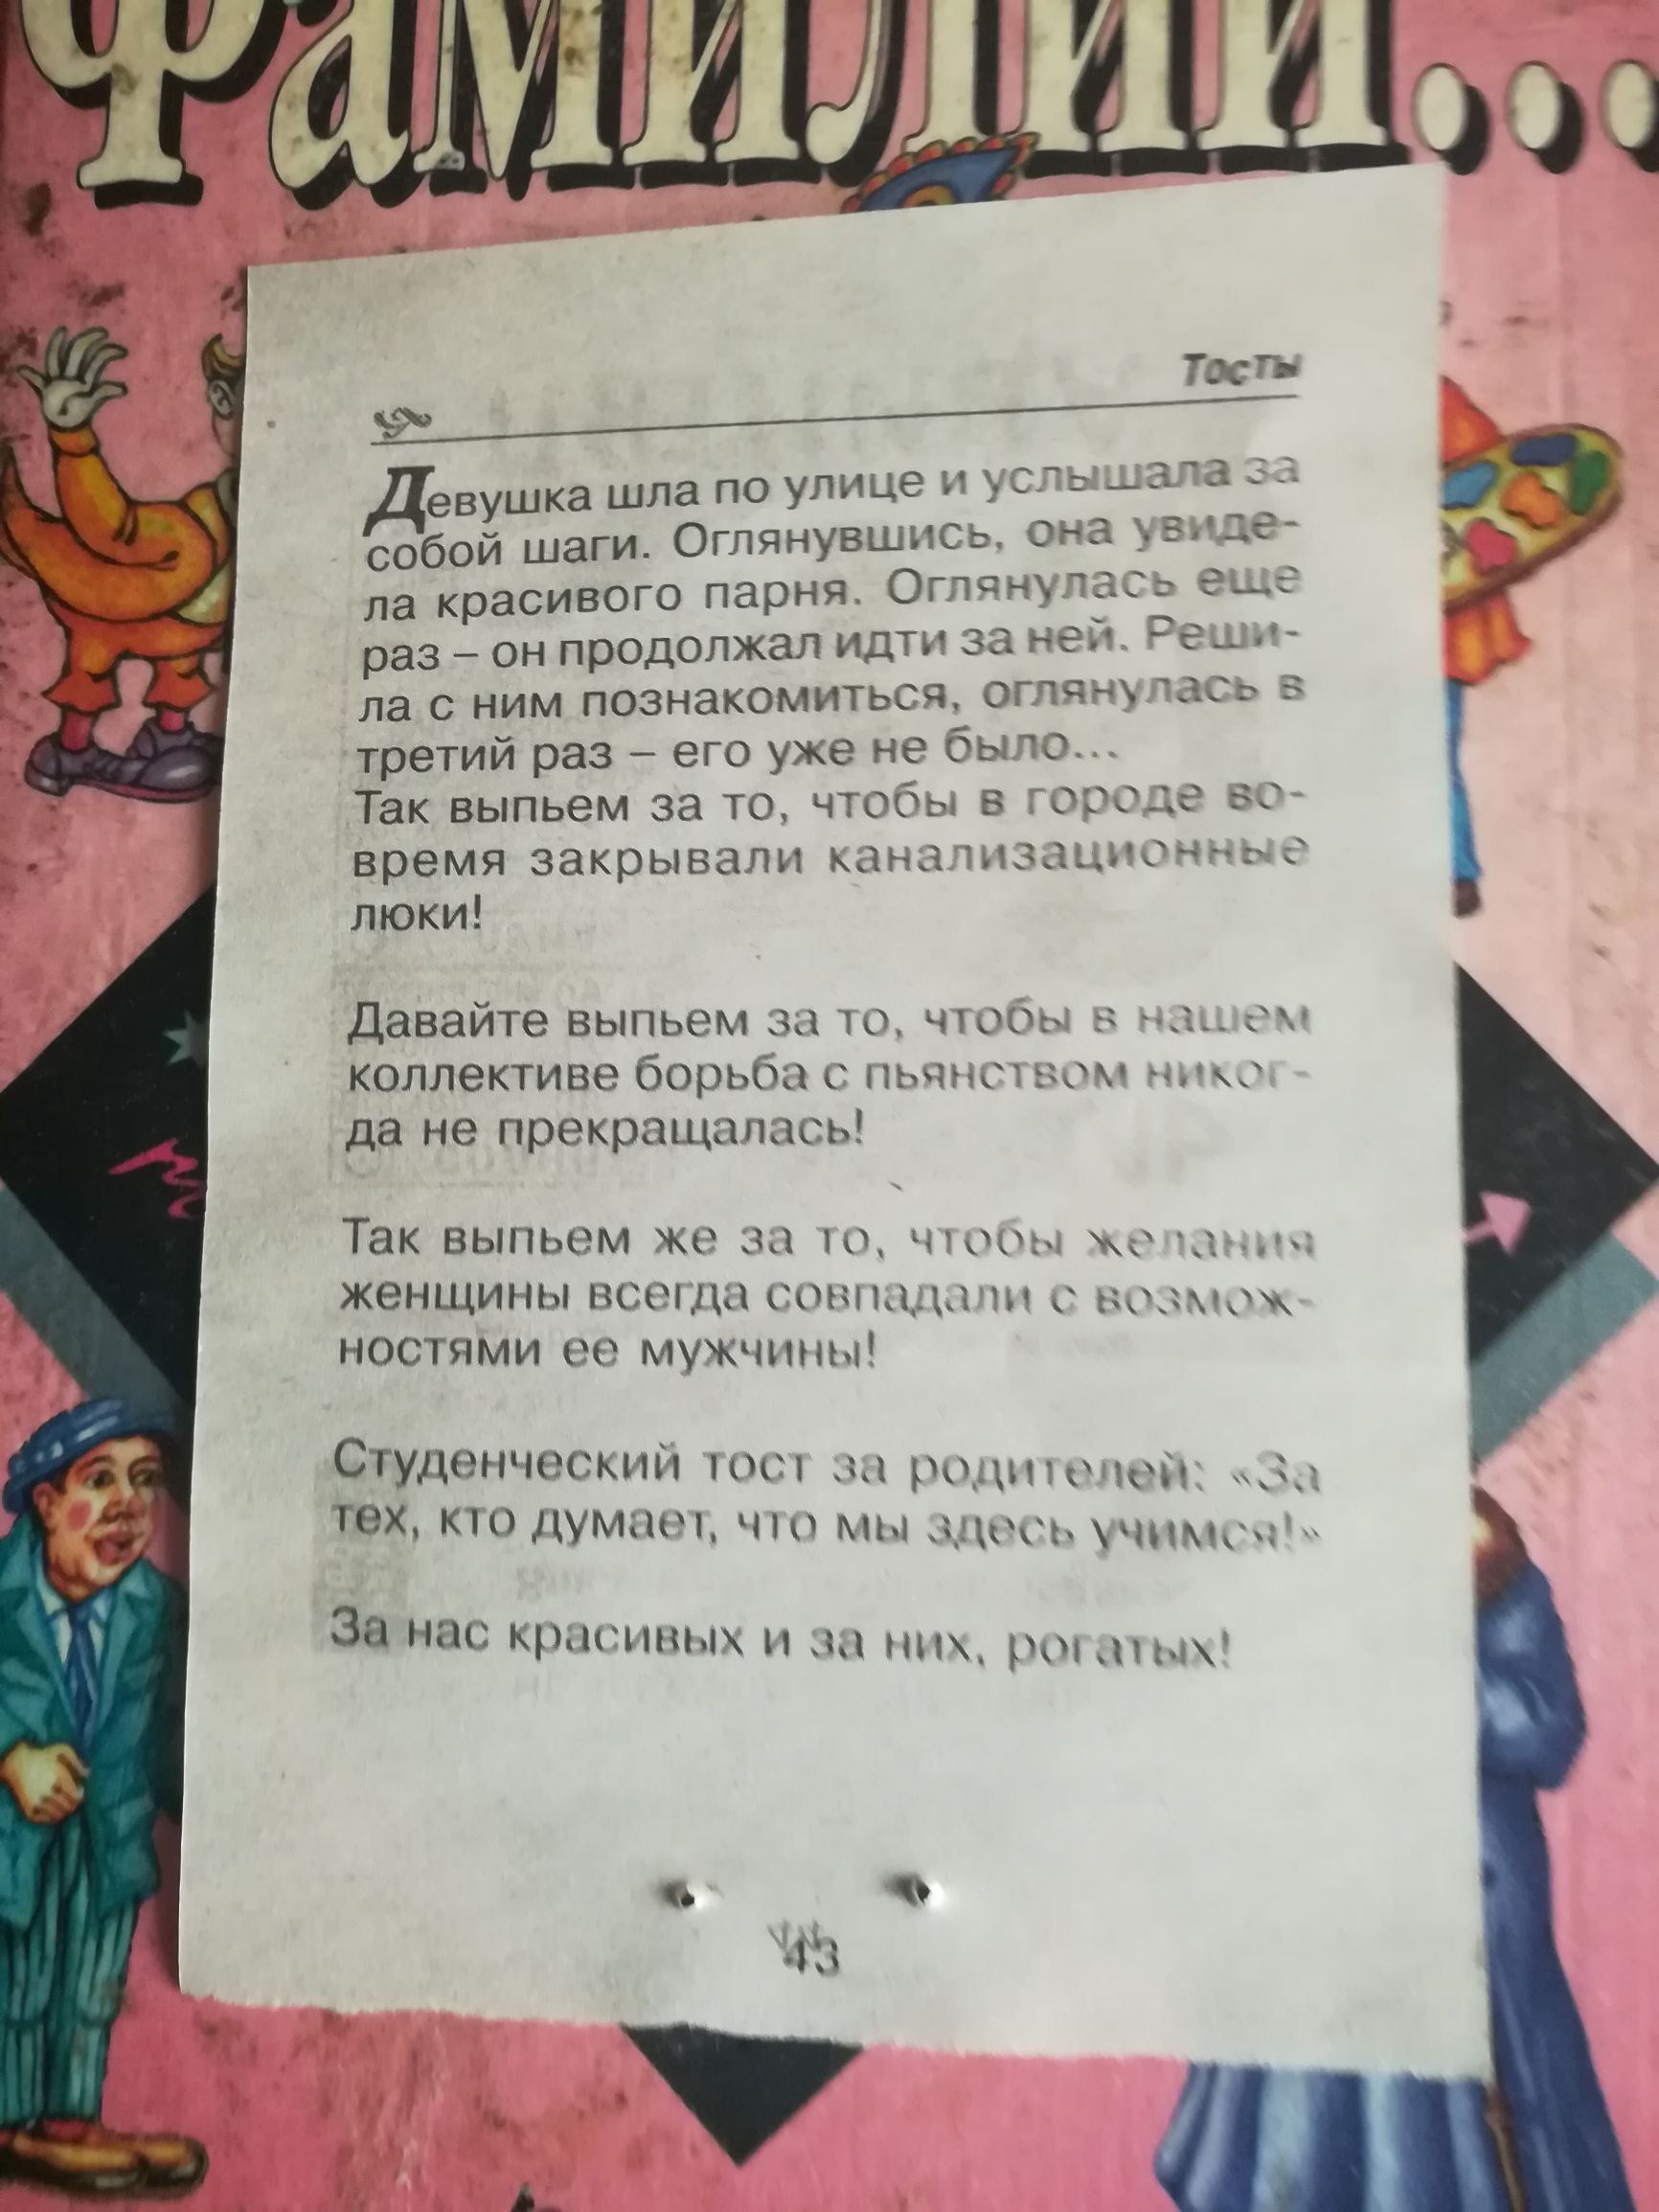 Фамилии...
Тосты
Девушка шла по улице и услышала за
собой шаги. Оглянувшись, она увиде-
ла красивого парня. Оглянулась еще
раз – он продолжал идти за ней. Реши-
ла с ним познакомиться, оглянулась в
третий раз – его уже не было...
Так выпьем за то, чтобы в городе во-
время закрывали канализационные
люки!
Давайте выпьем за то, чтобы в нашем
коллективе борьба с пьянством никог-
да не прекращалась!
Так выпьем же за то, чтобы желания
женщины всегда совпадали с возмож-
ностями ее мужчины!
Студенческий тост за родителей: «За
тех, кто думает, что мы здесь учимся!»
За нас красивых и за них, рогатых!
43